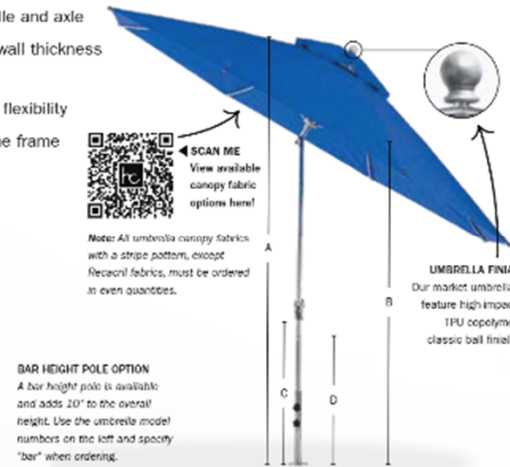 lle and axle
wall thickness
flexibility
e frame
SCAN ME
View available
canopy fabric
options here!
Note: All umbrella canopy fabrics
with a stripe pattern, except
Recacril fabrics, must be ordered
in even quantities.
A
B
C
D
UMBRELLA FINIA
Our market umbrella
feature high impac
TPU copolyme
classic ball finial
BAR HEIGHT POLE OPTION
A bar height pole is available
and adds 10" to the overall
height. Use the umbrella model
numbers on the left and specify
"bar" when ordering.